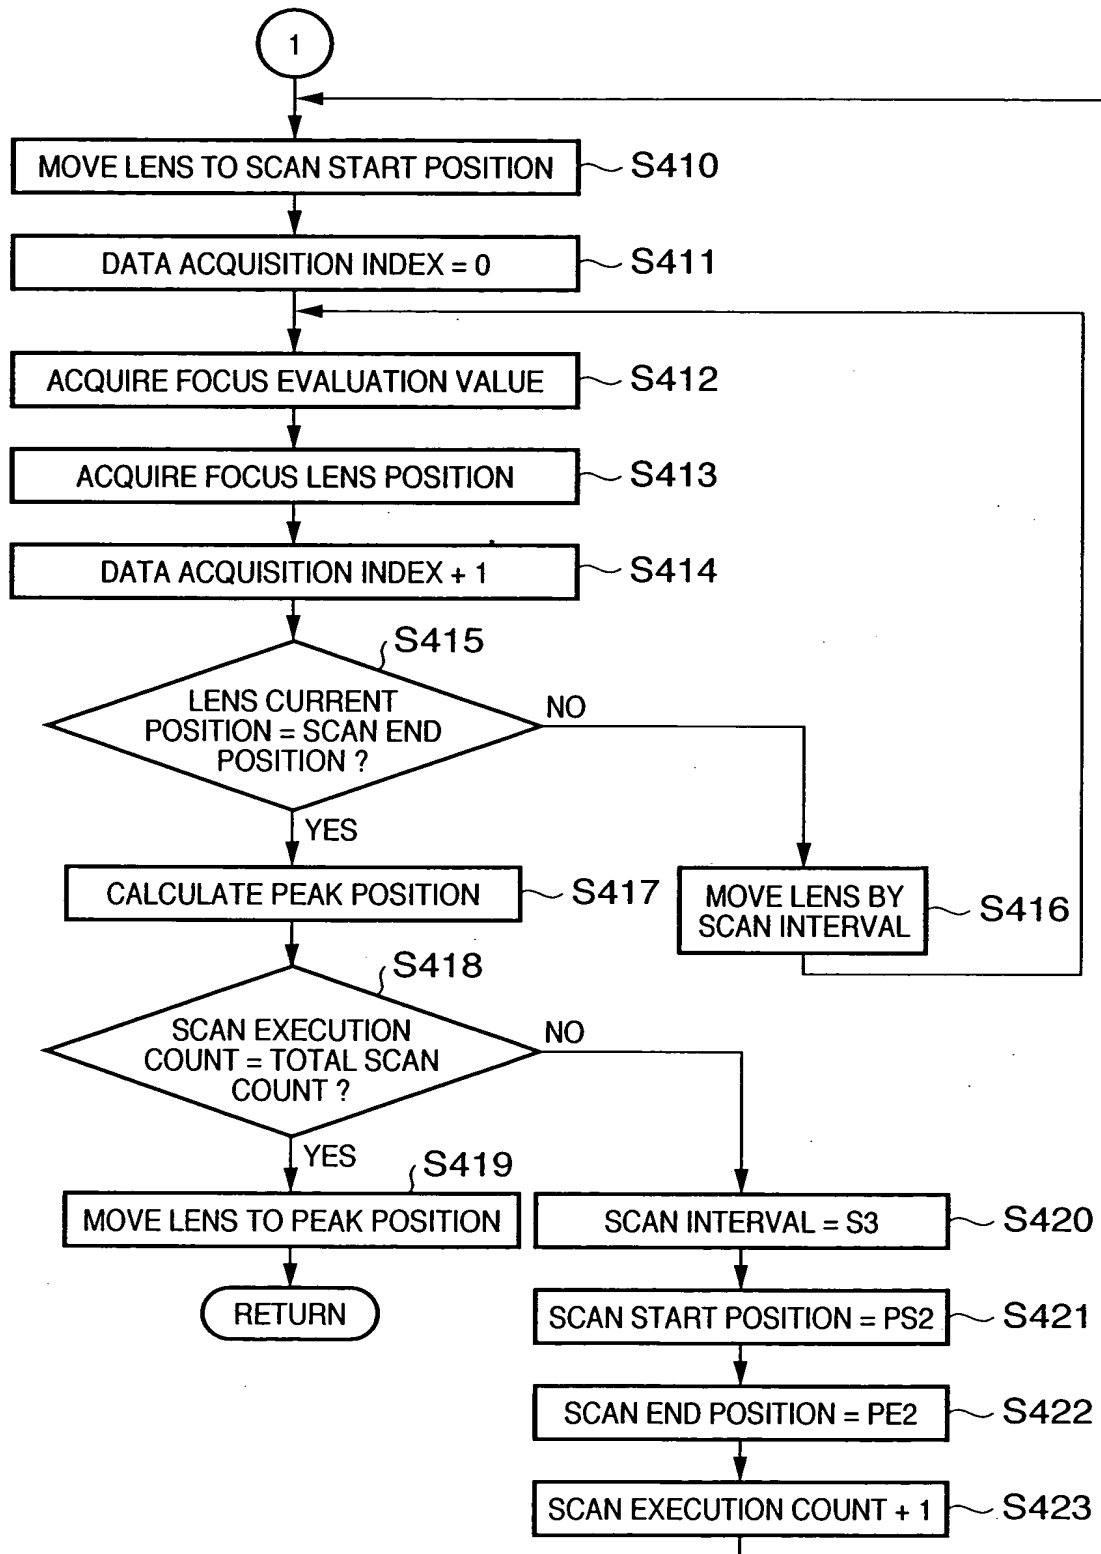 1
MOVE LENS TO SCAN START POSITION
S410
DATA ACQUISITION INDEX = 0
S411
ACQUIRE FOCUS EVALUATION VALUE
S412
ACQUIRE FOCUS LENS POSITION
S413
DATA ACQUISITION INDEX + 1
S414
S415
LENS CURRENT
POSITION = SCAN END
POSITION ?
NO
YES
CALCULATE PEAK POSITION
S417
MOVE LENS BY
SCAN INTERVAL
S416
S418
SCAN EXECUTION
COUNT = TOTAL SCAN
COUNT ?
NO
YES
S419
MOVE LENS TO PEAK POSITION
RETURN
SCAN INTERVAL = S3
S420
SCAN START POSITION = PS2
S421
SCAN END POSITION = PE2
S422
SCAN EXECUTION COUNT + 1
S423